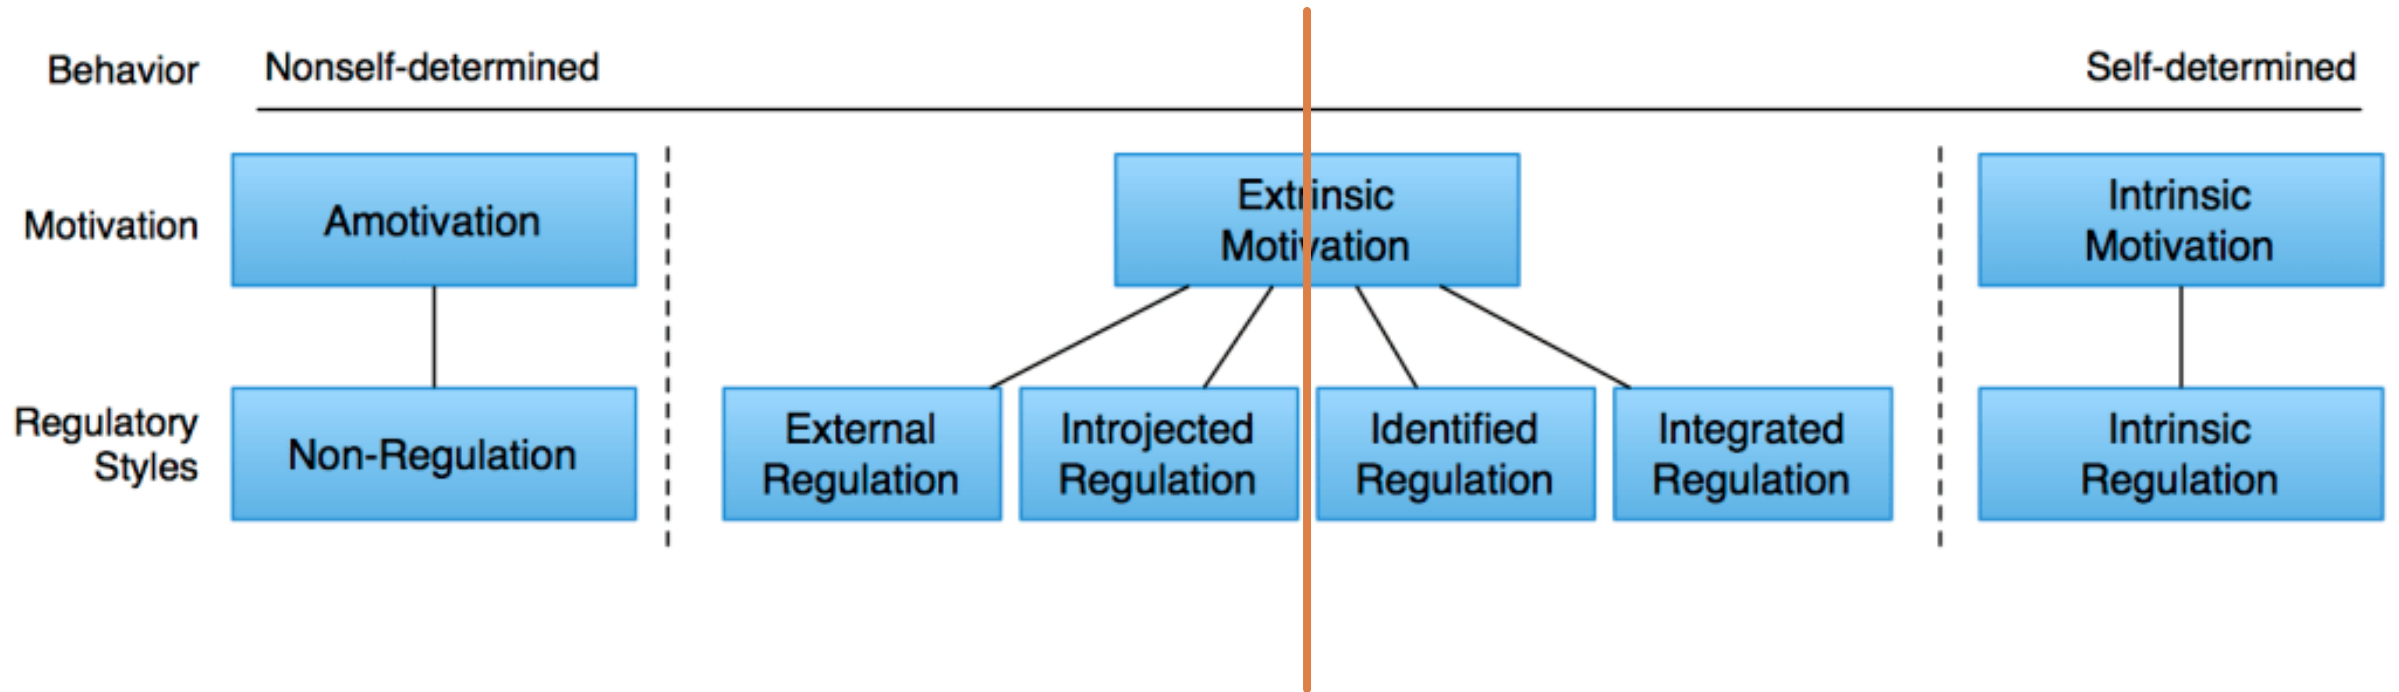 Behavior
Nonself-determined
Self-determined
Motivation
Amotivation
Extrinsic
Motivation
Intrinsic
Motivation
Regulatory
Styles
Non-Regulation
External
Regulation
Introjected
Regulation
Identified
Regulation
Integrated
Regulation
Intrinsic
Regulation